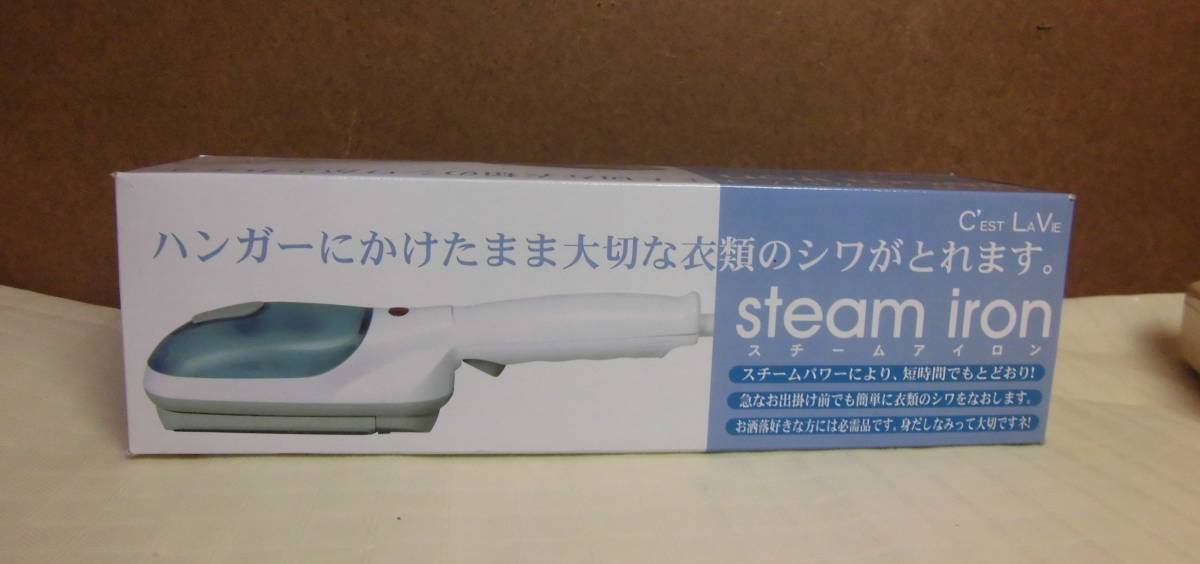 C'EST LA VIE
ハンガーにかけたまま大切な衣類のシワがとれます。
steam iron
スチームアイロン
スチームパワーにより、短時間でもとどおり!
急なお出掛け前でも簡単に衣類のシワをなおします。
お洒落好きな方には必需品です。身だしなみって大切ですネ!